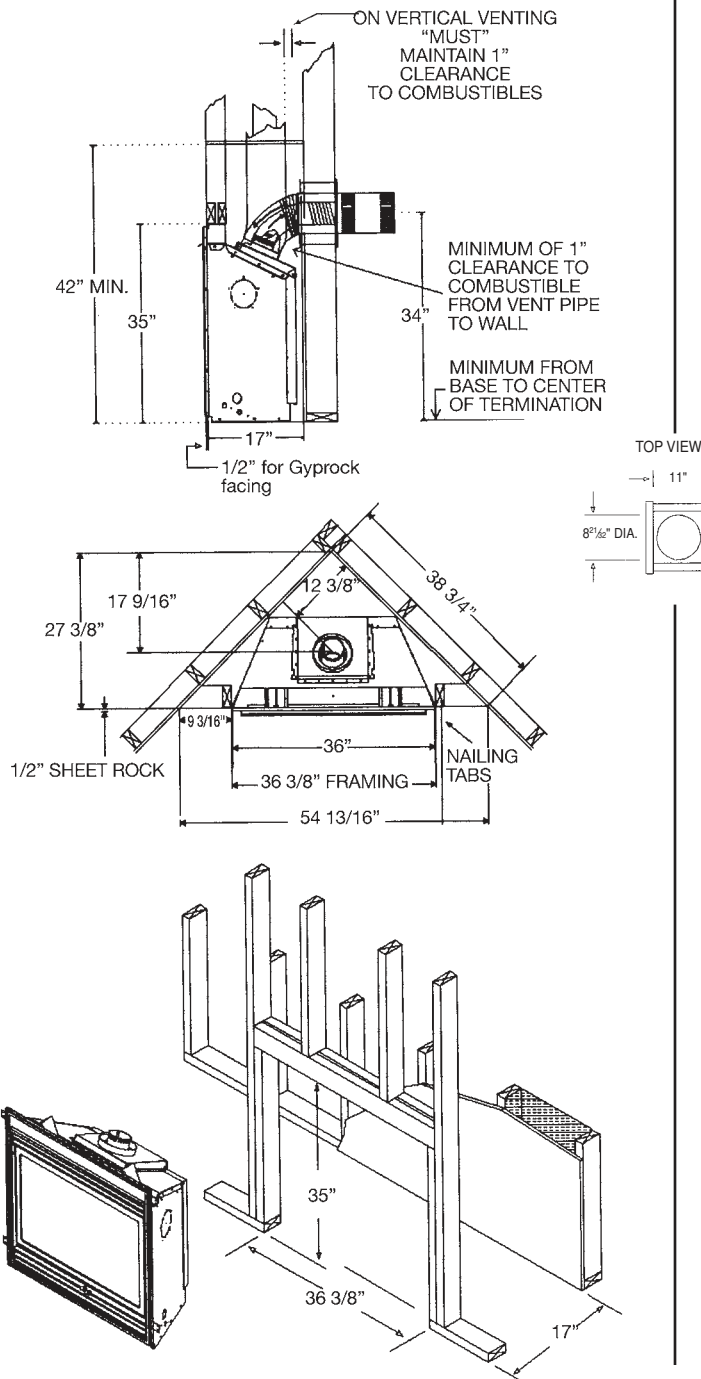 ON VERTICAL VENTING
“MUST”
MAINTAIN 1”
CLEARANCE
TO COMBUSTIBLES
42” MIN.
35”
34”
MINIMUM OF 1”
CLEARANCE TO
COMBUSTIBLE
FROM VENT PIPE
TO WALL
MINIMUM FROM
BASE TO CENTER
OF TERMINATION
17”
1/2” for Gyprock
facing
TOP VIEW
11"
8 21/32" DIA.
12 3/8”
38 3/4”
17 9/16”
27 3/8”
9 3/16”
36”
1/2” SHEET ROCK
NAILING
TABS
36 3/8” FRAMING
54 13/16”
35”
36 3/8”
17”